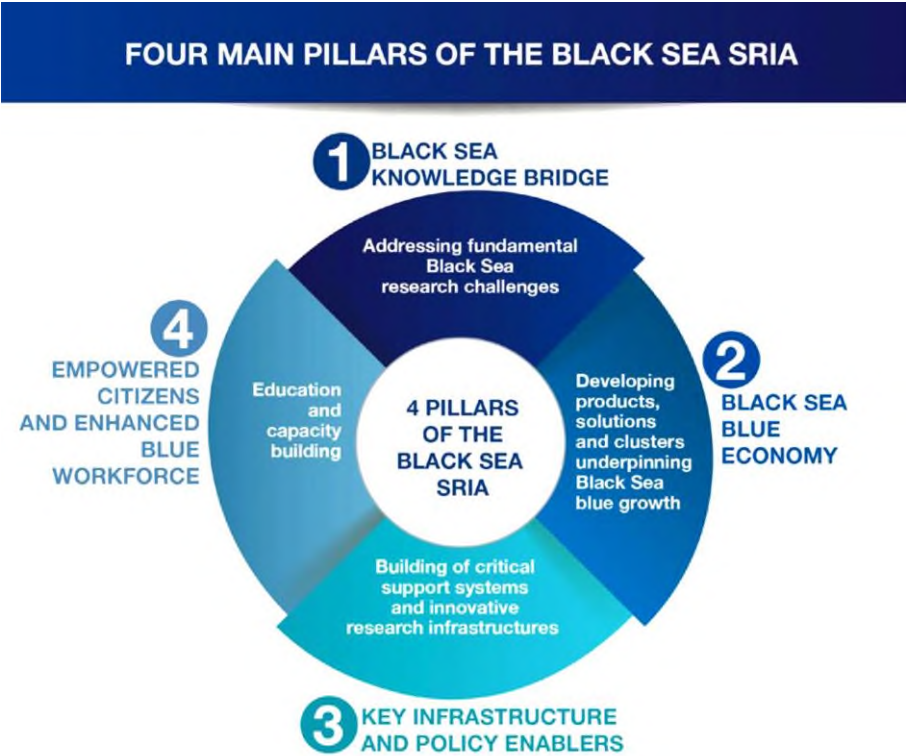 FOUR MAIN PILLARS OF THE BLACK SEA SRIA
1
BLACK SEA
KNOWLEDGE BRIDGE
Addressing fundamental
Black Sea
research challenges
2
BLACK SEA
BLUE
ECONOMY
Developing
products,
solutions
and clusters
underpinning
Black Sea
blue growth
3
KEY INFRASTRUCTURE
AND POLICY ENABLERS
Building of critical
support systems
and innovative
research infrastructures
4
EMPOWERED
CITIZENS
AND ENHANCED
BLUE
WORKFORCE
Education
and
capacity
building
4 PILLARS
OF THE
BLACK SEA
SRIA